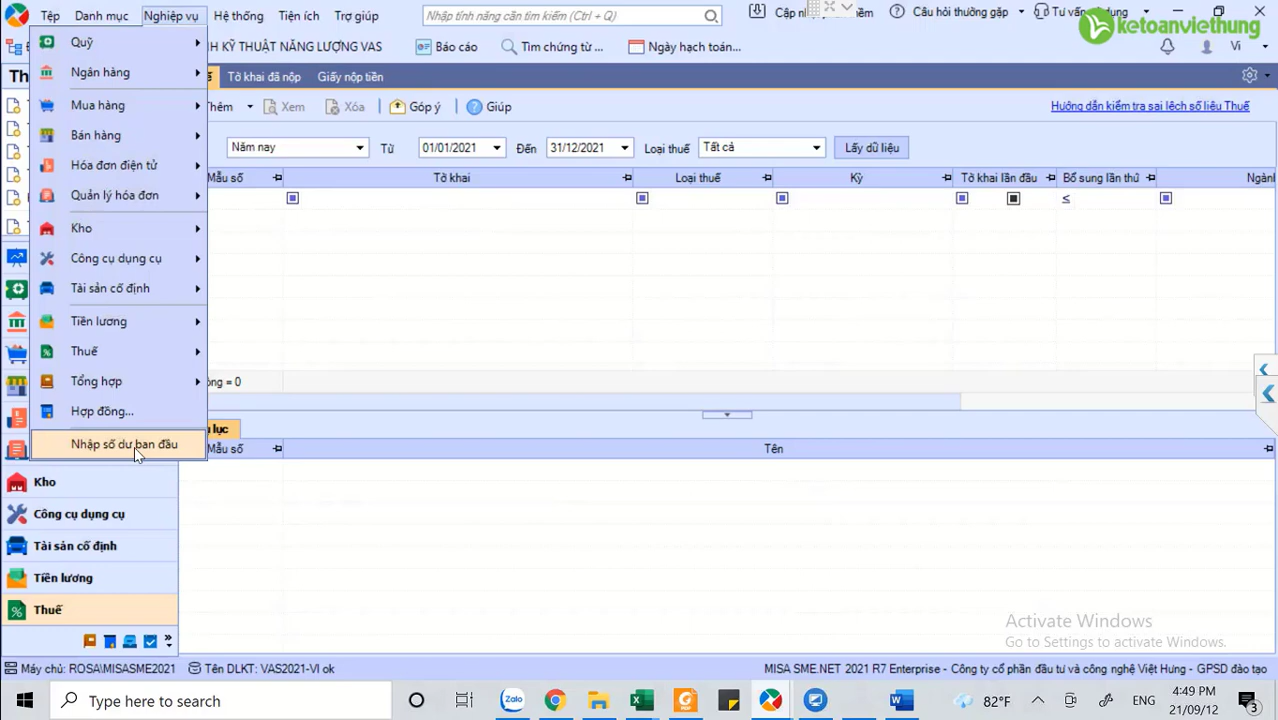 Tệp Danh mục Nghiệp vụ Hệ thống Tiện ích Trợ giúp
Nhập tính năng cần tìm kiếm (Ctrl + Q)
Câu hỏi thường gặp
ketoanviethung
H KỸ THUẬT NĂNG LƯỢNG VAS
Báo cáo
Tìm chứng từ ...
Ngày hạch toán...
Vi
Quỹ
Ngân hàng
Mua hàng
Bán hàng
Hóa đơn điện tử
Quản lý hóa đơn
Kho
Công cụ dụng cụ
Tài sản cố định
Tiền lương
Thuế
Tổng hợp
Hợp đồng...
Nhập số dư ban đầu
Th
Tờ khai đã nộp Giấy nộp tiền
Thêm Xem Xóa Góp ý Giúp
Hướng dẫn kiểm tra sai lệch số liệu Thuế
Năm nay Từ 01/01/2021 Đến 31/12/2021 Loại thuế Tất cả Lấy dữ liệu
Mẫu số Tờ khai Loại thuế Kỳ Tờ khai lần đầu Bổ sung lần thứ Ngành
≤
òng = 0
ụ lục
Mẫu số Tên
Kho
Công cụ dụng cụ
Tài sản cố định
Tiền lương
Thuế
Activate Windows
Go to Settings to activate Windows.
Máy chủ: ROSA\MISASME2021 Tên DLKT: VAS2021-VI ok MISA SME.NET 2021 R7 Enterprise - Công ty cổ phần đầu tư và công nghệ Việt Hưng - GPSD đào tạo
Type here to search
Zalo
82°F
ENG
4:49 PM
21/09/12
3